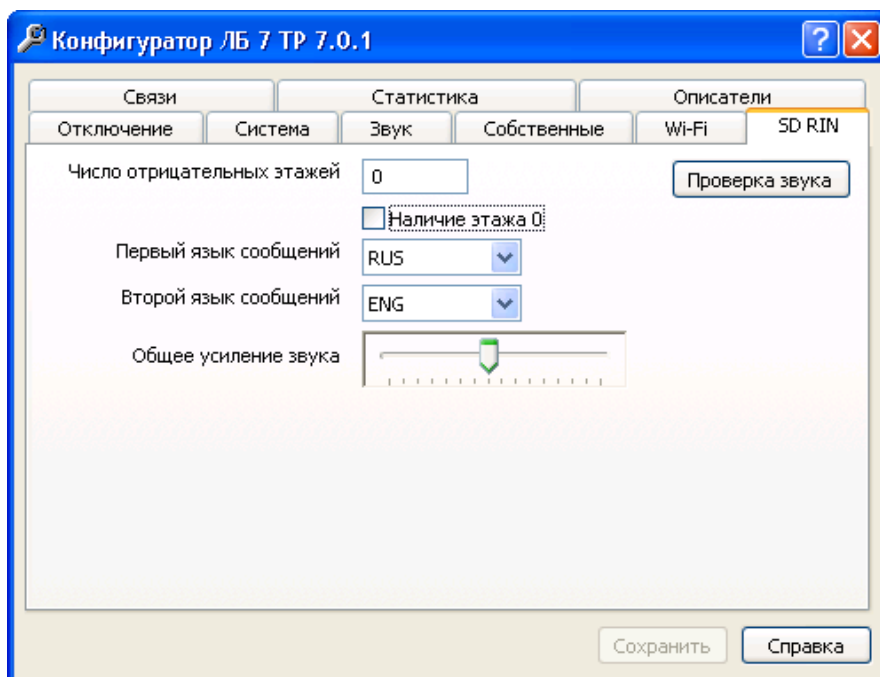 Конфигуратор ЛБ 7 ТР 7.0.1
Связи Статистика Описатели
Отключение Система Звук Собственные Wi-Fi SD RIN
Число отрицательных этажей 0 Проверка звука
Наличие этажа 0
Первый язык сообщений RUS
Второй язык сообщений ENG
Общее усиление звука
Сохранить Справка